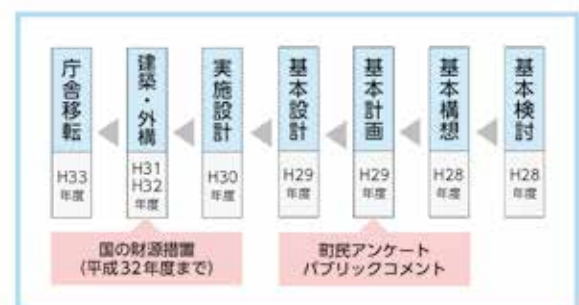 基本検討
H28
年度
基本構想
H28
年度
基本計画
H29
年度
基本設計
H29
年度
実施設計
H30
年度
建築・外構
H31
H32
年度
庁舎移転
H33
年度
町民アンケート
パブリックコメント
国の財源措置
(平成32年度まで)